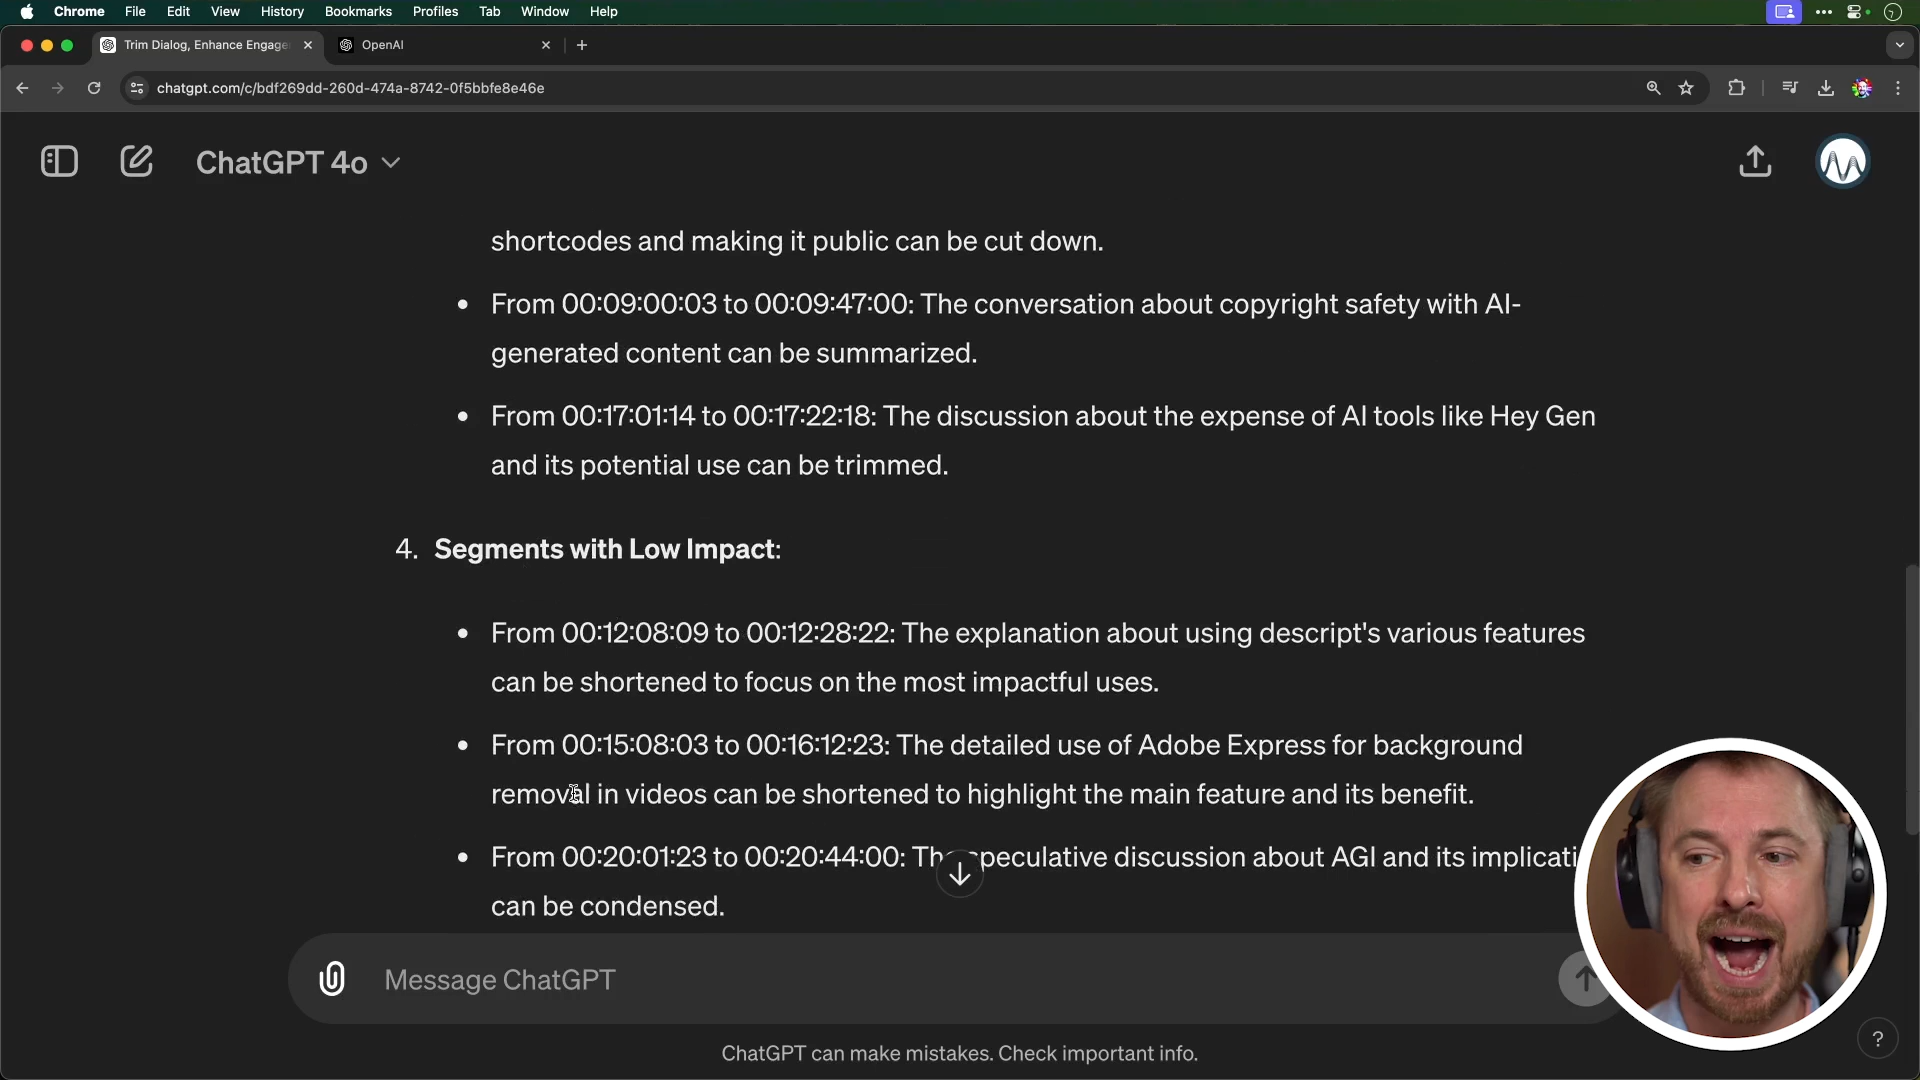 Chrome File Edit View History Bookmarks Profiles Tab Window Help
Trim Dialog, Enhance Engage
OpenAI
chatgpt.com/c/bdf269dd-260d-474a-8742-0f5bbfe8e46e
ChatGPT 4o
shortcodes and making it public can be cut down.
• From 00:09:00:03 to 00:09:47:00: The conversation about copyright safety with AI-
generated content can be summarized.
• From 00:17:01:14 to 00:17:22:18: The discussion about the expense of AI tools like Hey Gen
and its potential use can be trimmed.
4. Segments with Low Impact:
• From 00:12:08:09 to 00:12:28:22: The explanation about using descript's various features
can be shortened to focus on the most impactful uses.
• From 00:15:08:03 to 00:16:12:23: The detailed use of Adobe Express for background
removal in videos can be shortened to highlight the main feature and its benefit.
• From 00:20:01:23 to 00:20:44:00: The speculative discussion about AGI and its implicati
can be condensed.
Message ChatGPT
ChatGPT can make mistakes. Check important info.
?